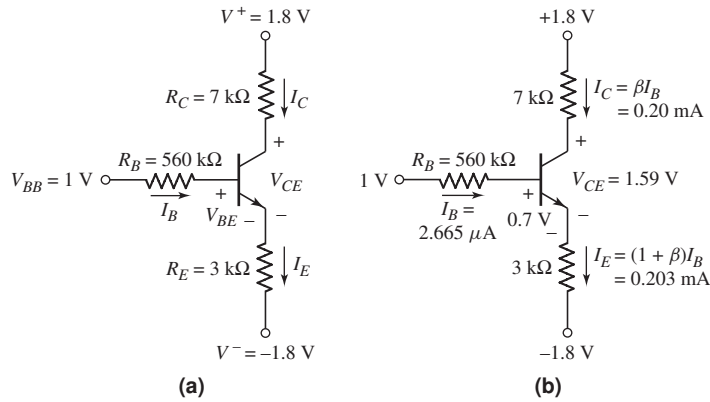 V⁺ = 1.8 V
R_C = 7 kΩ
I_C
+
R_B = 560 kΩ
V_BB = 1 V
V_CE
+
I_B
V_BE – –
R_E = 3 kΩ
I_E
V⁻ = –1.8 V
(a)
+1.8 V
7 kΩ
I_C = βI_B
= 0.20 mA
+
R_B = 560 kΩ
1 V
V_CE = 1.59 V
+
I_B =
2.665 μA
0.7 V –
–
3 kΩ
I_E = (1 + β)I_B
= 0.203 mA
–1.8 V
(b)